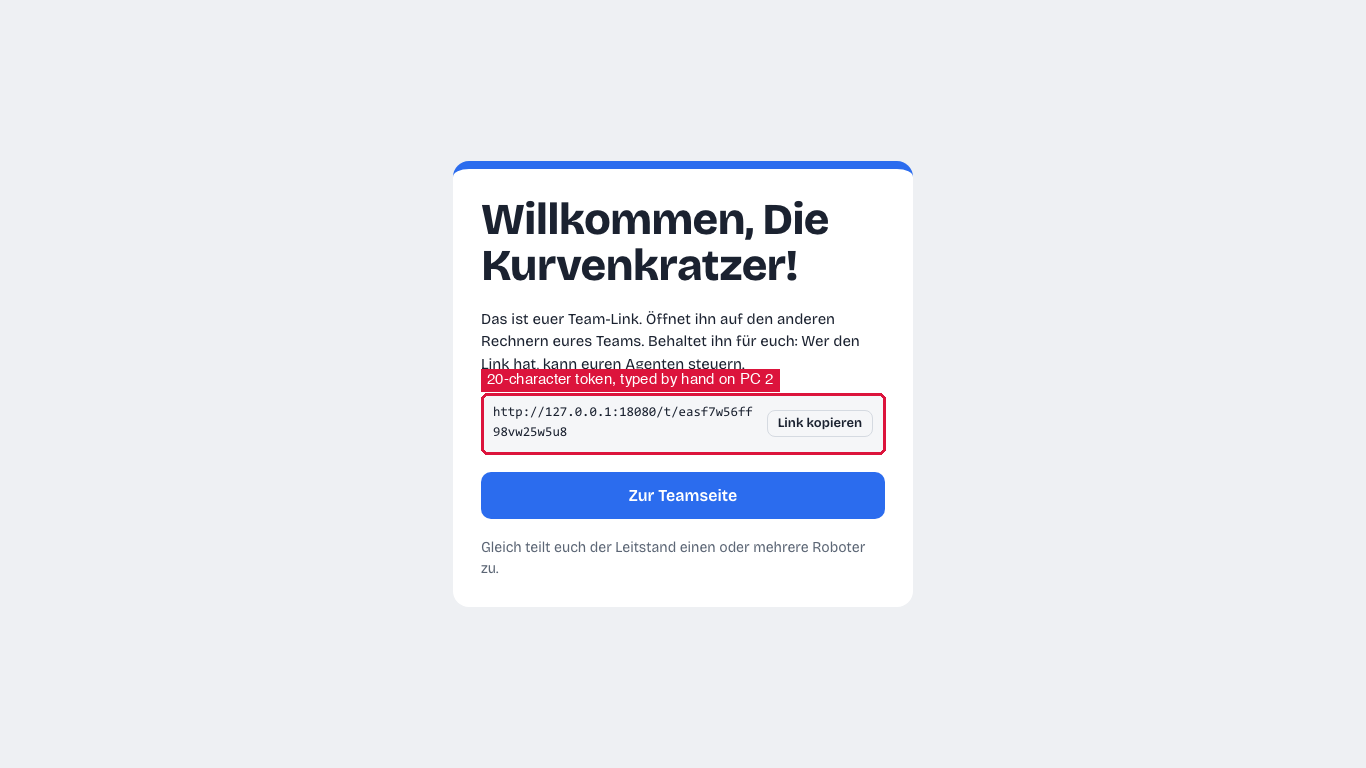 Willkommen, Die
Kurvenkratzer!
Das ist euer Team-Link. Öffnet ihn auf den anderen
Rechnern eures Teams. Behaltet ihn für euch: Wer den
Link hat, kann euren Agenten steuern.
20-character token, typed by hand on PC 2
http://127.0.0.1:18080/t/easf7w56ff
98vw25w5u8
Link kopieren
Zur Teamseite
Gleich teilt euch der Leitstand einen oder mehrere Roboter
zu.